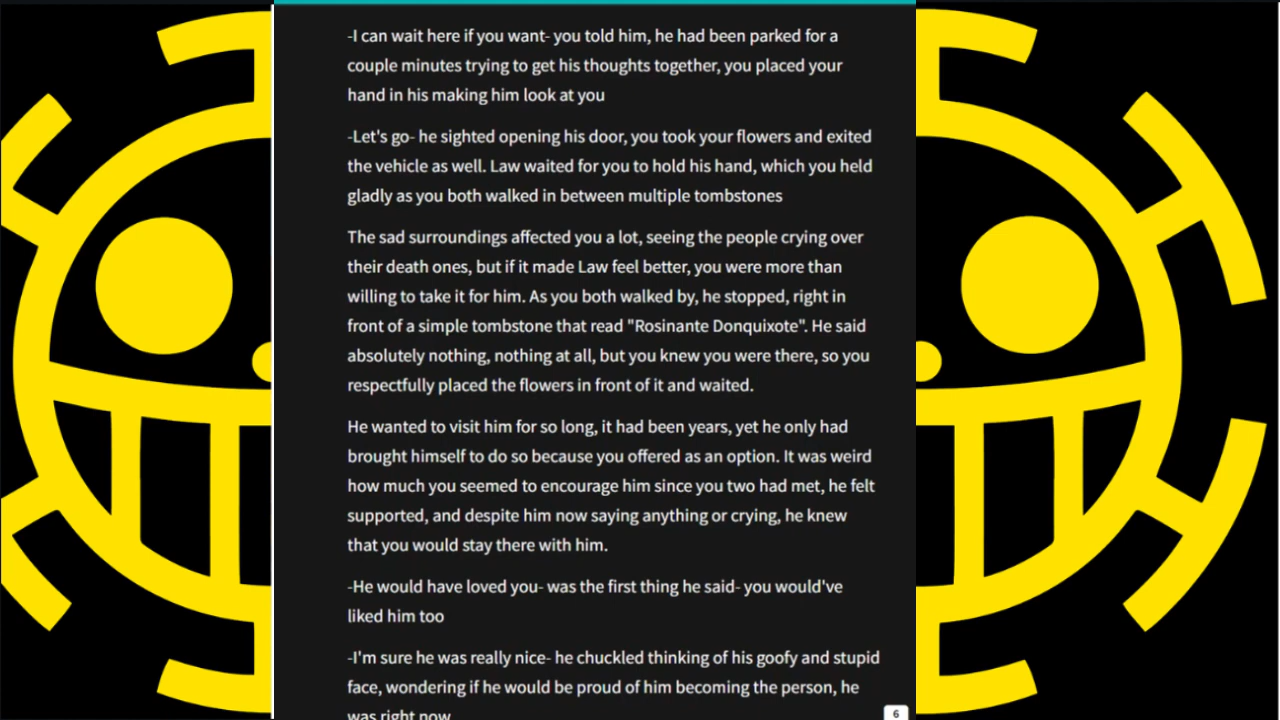 -I can wait here if you want- you told him, he had been parked for a
couple minutes trying to get his thoughts together, you placed your
hand in his making him look at you
-Let's go- he sighted opening his door, you took your flowers and exited
the vehicle as well. Law waited for you to hold his hand, which you held
gladly as you both walked in between multiple tombstones
The sad surroundings affected you a lot, seeing the people crying over
their death ones, but if it made Law feel better, you were more than
willing to take it for him. As you both walked by, he stopped, right in
front of a simple tombstone that read "Rosinante Donquixote". He said
absolutely nothing, nothing at all, but you knew you were there, so you
respectfully placed the flowers in front of it and waited.
He wanted to visit him for so long, it had been years, yet he only had
brought himself to do so because you offered as an option. It was weird
how much you seemed to encourage him since you two had met, he felt
supported, and despite him now saying anything or crying, he knew
that you would stay there with him.
-He would have loved you- was the first thing he said- you would've
liked him too
-I'm sure he was really nice- he chuckled thinking of his goofy and stupid
face, wondering if he would be proud of him becoming the person, he
was right now
6